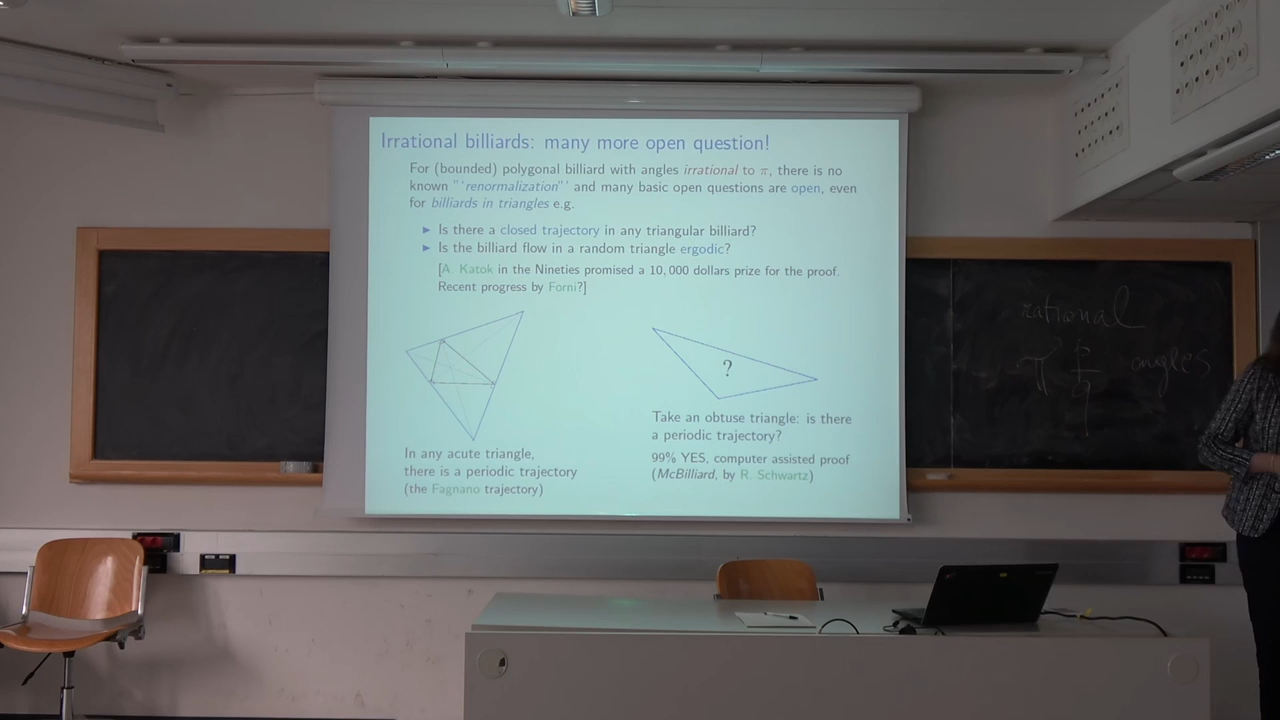 Irrational billiards: many more open question!
For (bounded) polygonal billiard with angles irrational to π, there is no
known "'renormalization"' and many basic open questions are open, even
for billiards in triangles e.g.
▶ Is there a closed trajectory in any triangular billiard?
▶ Is the billiard flow in a random triangle ergodic?
[A. Katok in the Nineties promised a 10,000 dollars prize for the proof.
Recent progress by Forni?]
?
In any acute triangle,
there is a periodic trajectory
(the Fagnano trajectory)
Take an obtuse triangle: is there
a periodic trajectory?
99% YES, computer assisted proof
(McBilliard, by R. Schwartz)
rational
π p/q angles